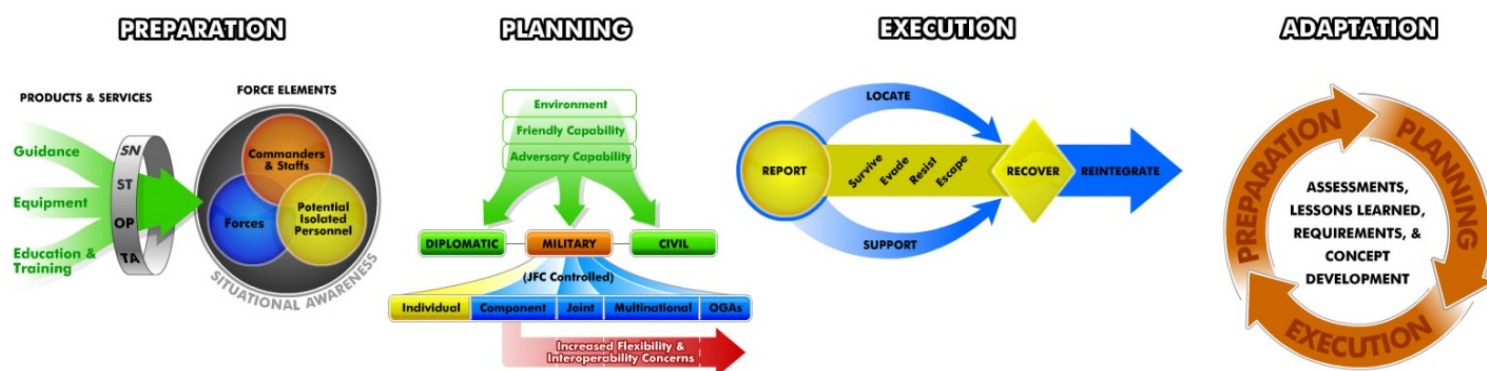 PREPARATION
PRODUCTS & SERVICES
FORCE ELEMENTS
Guidance
Equipment
Education &
Training
SN
ST
OP
TA
Commanders
& Staffs
Forces
Potential
Isolated
Personnel
SITUATIONAL AWARENESS
PLANNING
Environment
Friendly Capability
Adversary Capability
DIPLOMATIC
MILITARY
CIVIL
(JFC Controlled)
Individual
Component
Joint
Multinational
OGAs
Increased Flexibility &
Interoperability Concerns
EXECUTION
LOCATE
REPORT
Survive
Evade
Resist
Escape
RECOVER
REINTEGRATE
SUPPORT
ADAPTATION
PREPARATION
PLANNING
EXECUTION
ASSESSMENTS,
LESSONS LEARNED,
REQUIREMENTS, &
CONCEPT
DEVELOPMENT